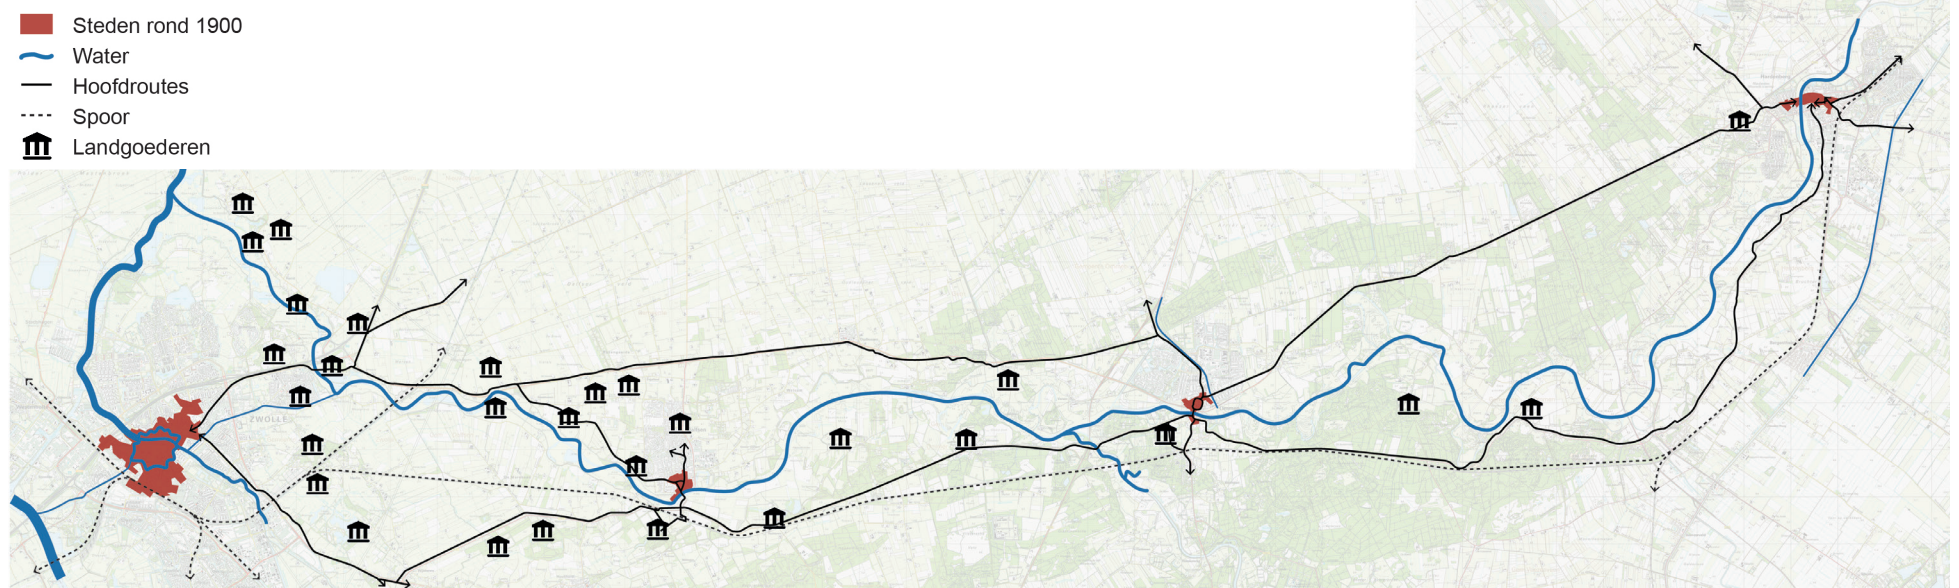 Steden rond 1900
Water
Hoofdroutes
Spoor
Landgoederen
ZWOLLE